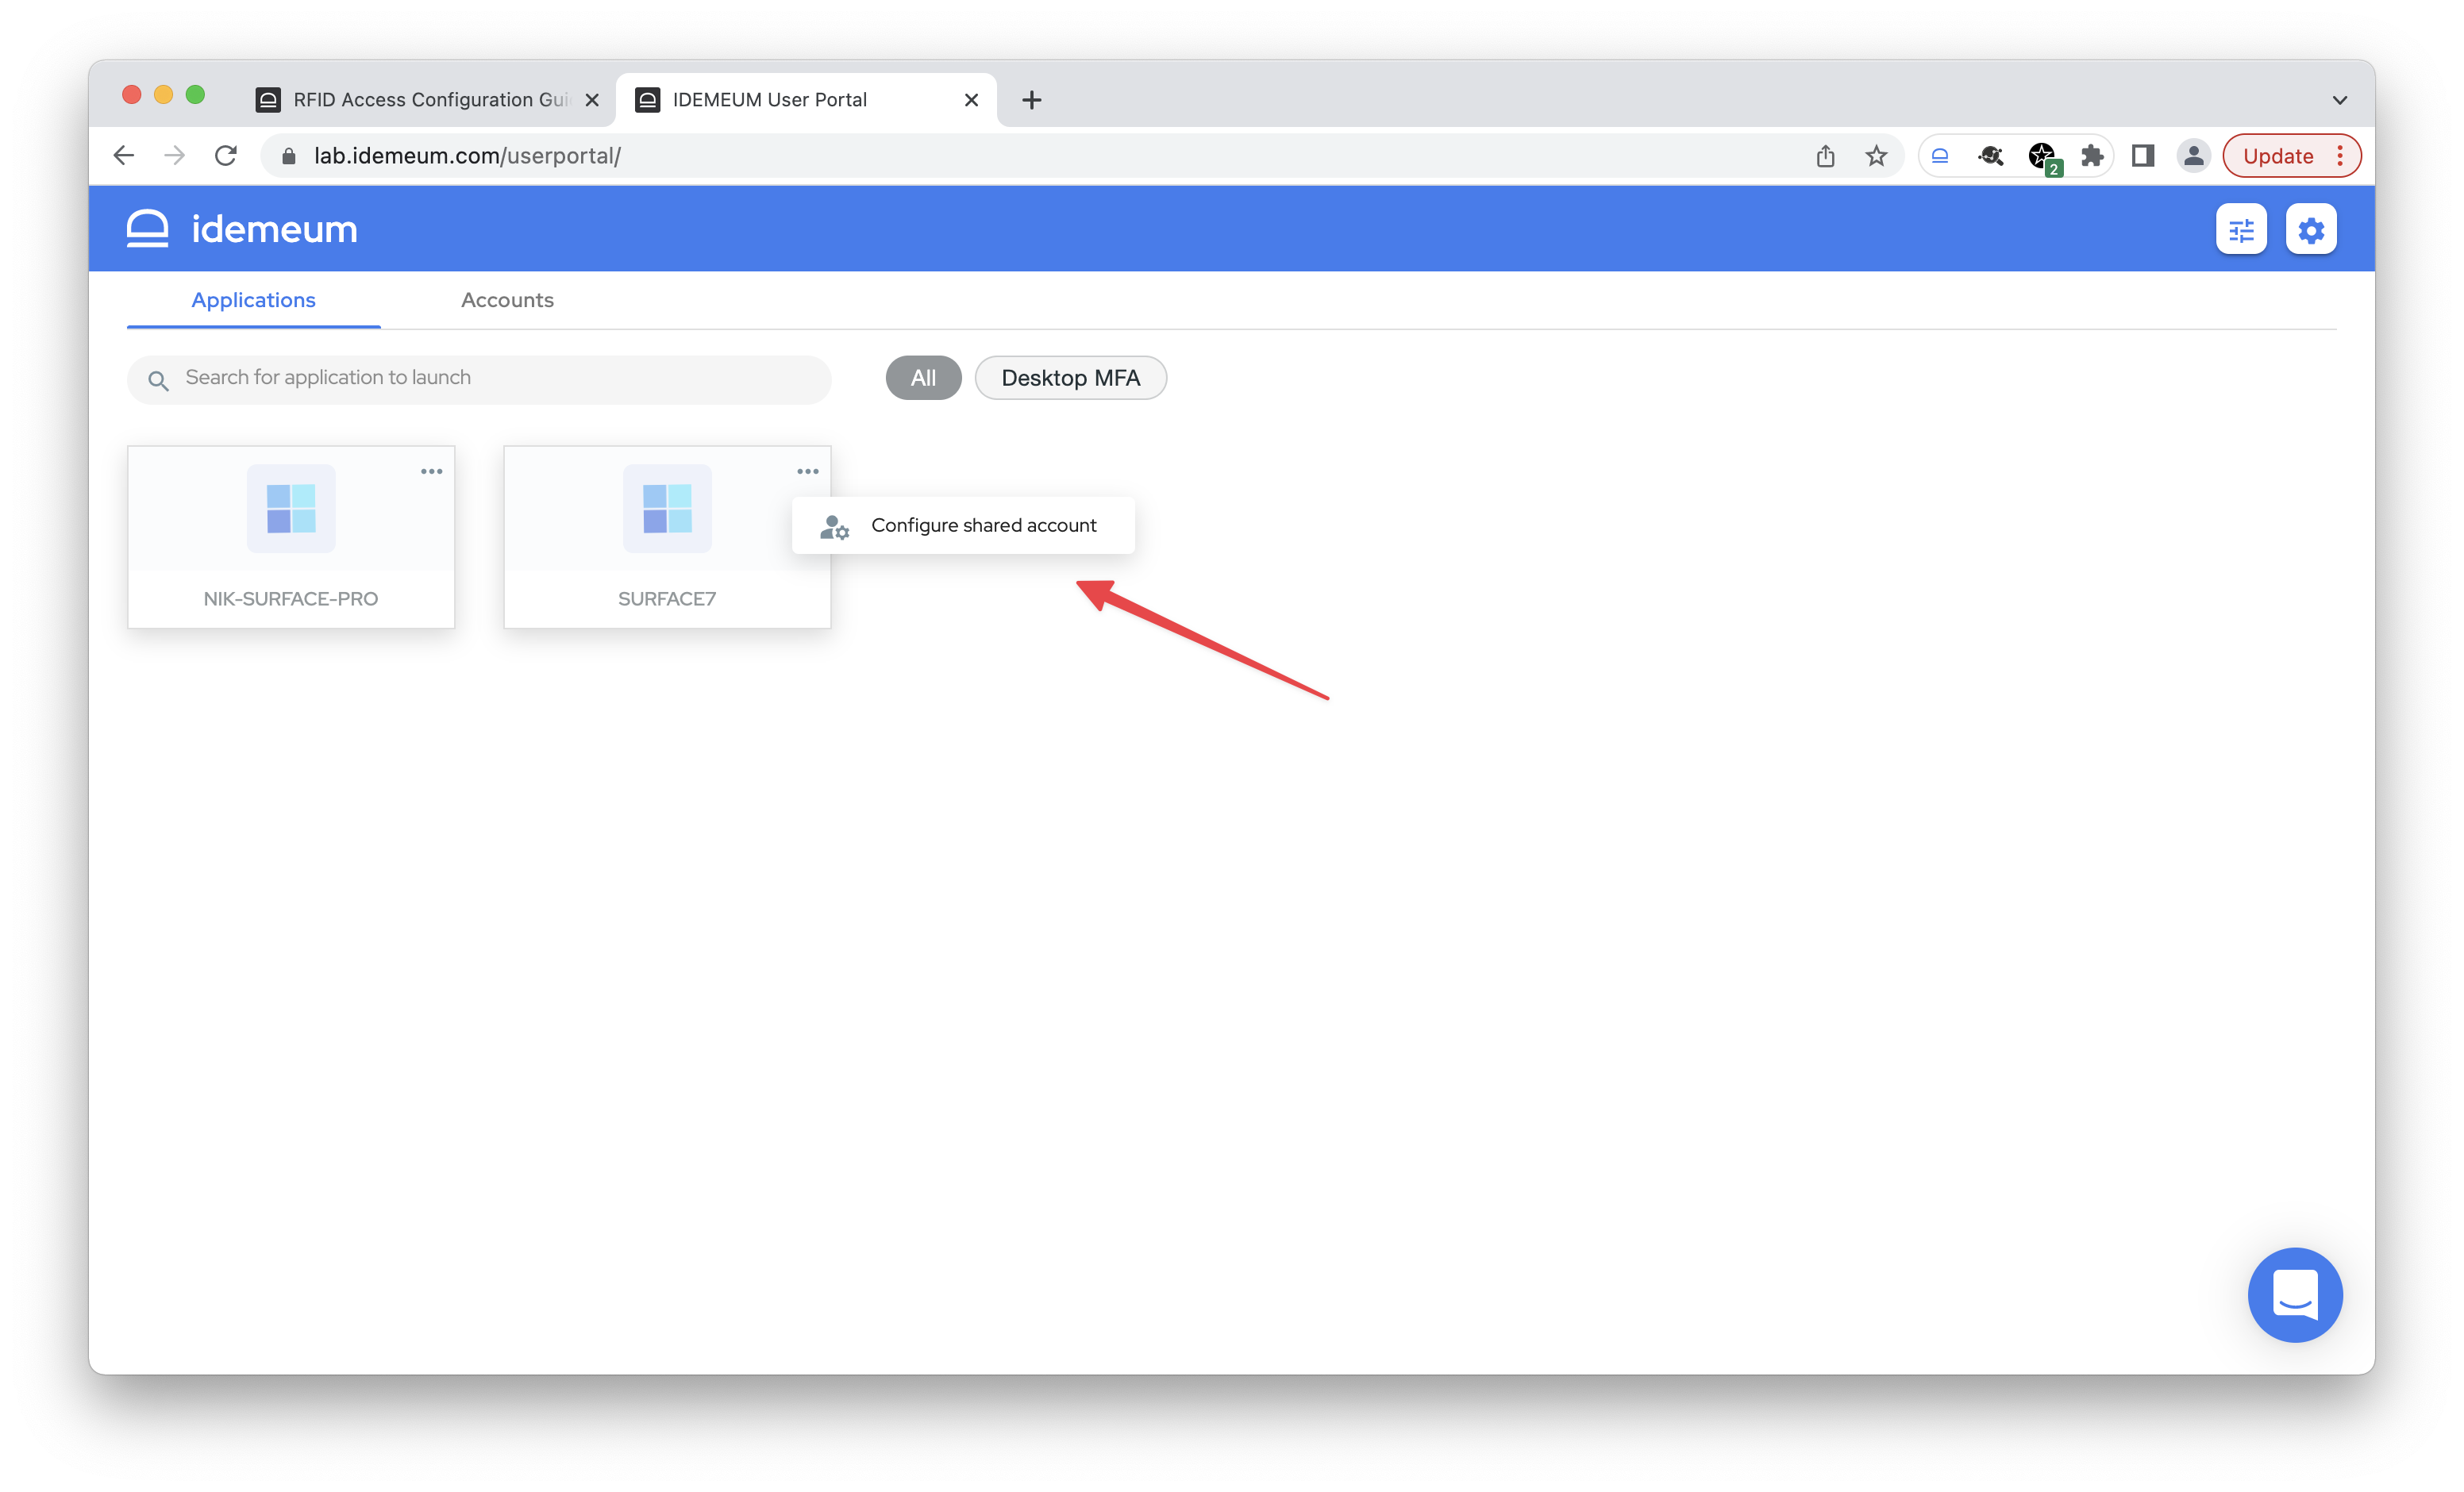 RFID Access Configuration Gui
IDEMEUM User Portal
lab.idemeum.com/userportal/
2
Update
idemeum
Applications
Accounts
Search for application to launch
All
Desktop MFA
Configure shared account
NIK-SURFACE-PRO
SURFACE7